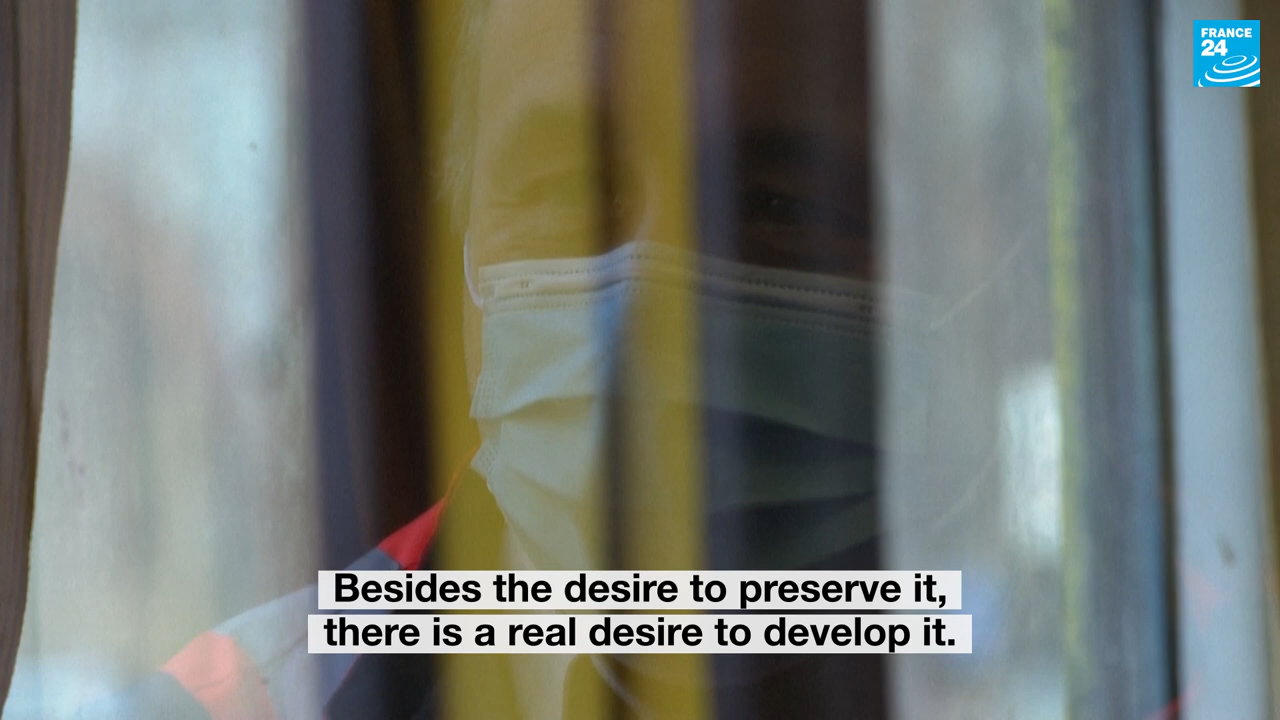 FRANCE
24
Besides the desire to preserve it,
there is a real desire to develop it.